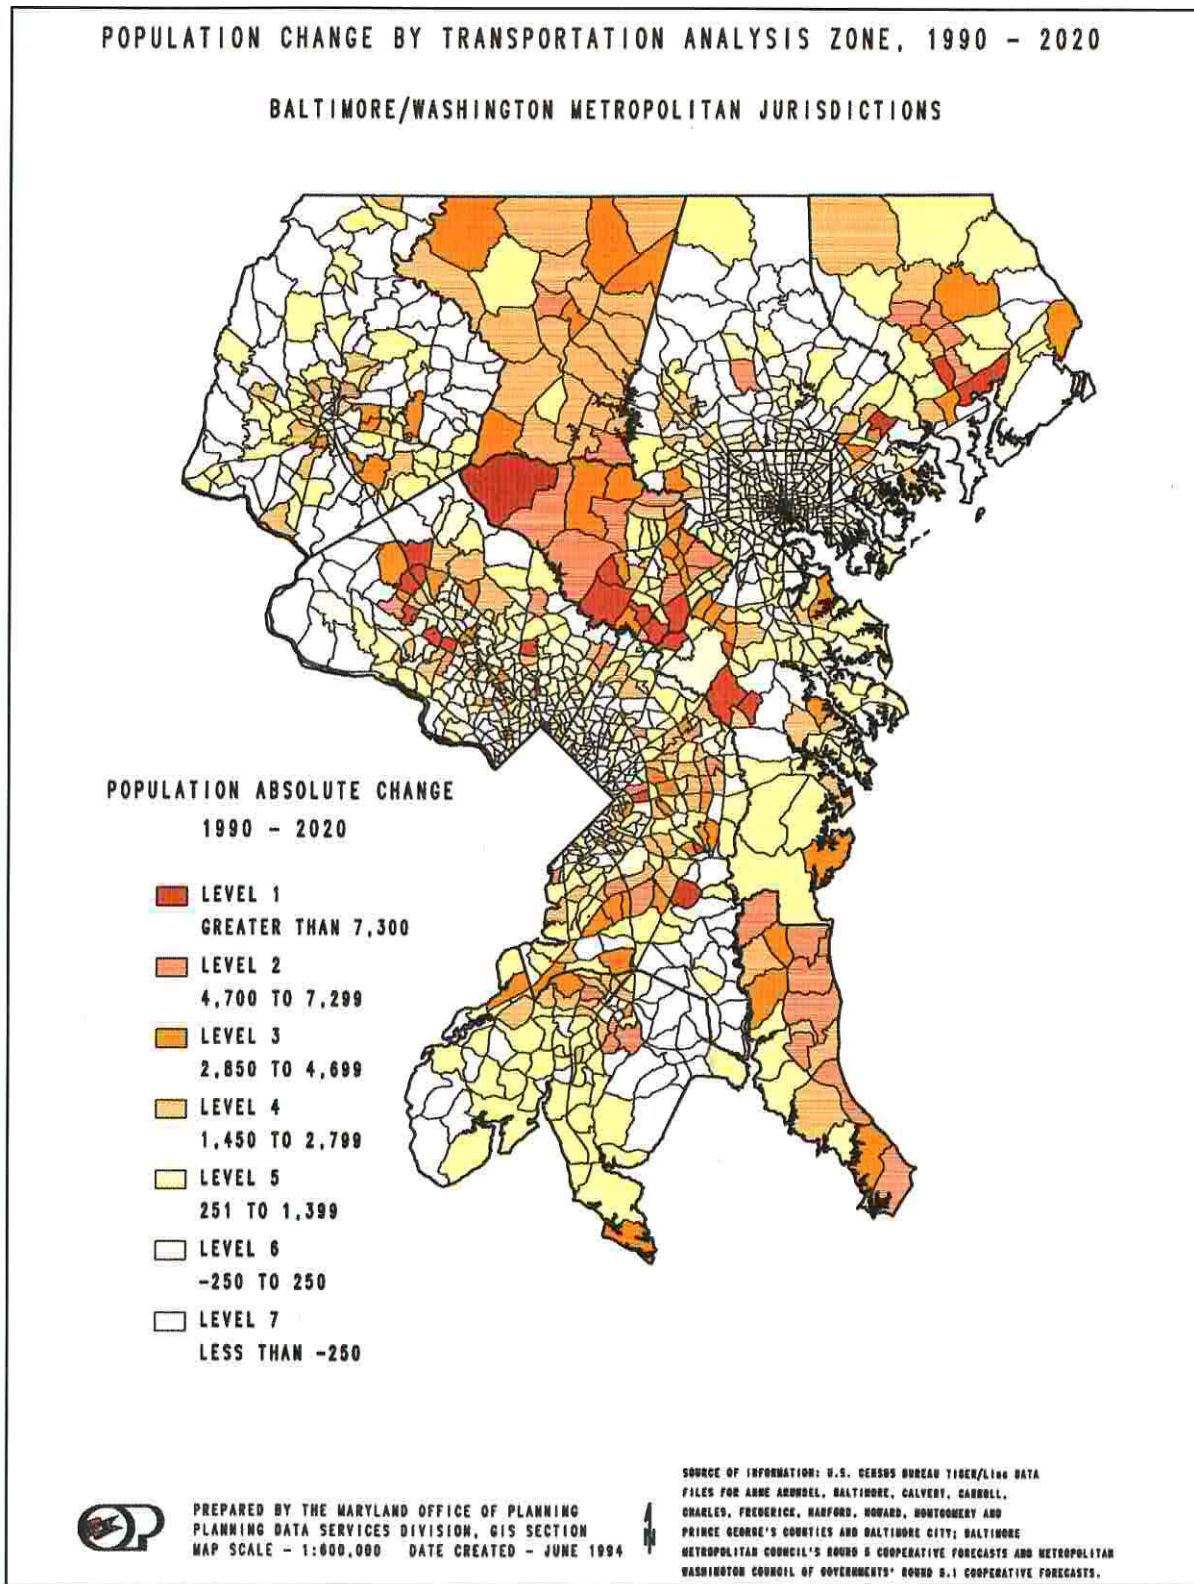 POPULATION CHANGE BY TRANSPORTATION ANALYSIS ZONE, 1990 - 2020
BALTIMORE/WASHINGTON METROPOLITAN JURISDICTIONS
POPULATION ABSOLUTE CHANGE
1990 - 2020
LEVEL 1
GREATER THAN 7,300
LEVEL 2
4,700 TO 7,299
LEVEL 3
2,850 TO 4,699
LEVEL 4
1,450 TO 2,799
LEVEL 5
251 TO 1,399
LEVEL 6
-250 TO 250
LEVEL 7
LESS THAN -250
OP
PREPARED BY THE MARYLAND OFFICE OF PLANNING
PLANNING DATA SERVICES DIVISION, GIS SECTION
MAP SCALE - 1:600,000 DATE CREATED - JUNE 1994
N
SOURCE OF INFORMATION: U.S. CENSUS BUREAU TIGER/Line DATA
FILES FOR ANNE ARUNDEL, BALTIMORE, CALVERT, CARROLL,
CHARLES, FREDERICK, HARFORD, HOWARD, MONTGOMERY AND
PRINCE GEORGE'S COUNTIES AND BALTIMORE CITY; BALTIMORE
METROPOLITAN COUNCIL'S ROUND 5 COOPERATIVE FORECASTS AND METROPOLITAN
WASHINGTON COUNCIL OF GOVERNMENTS' ROUND 5.1 COOPERATIVE FORECASTS.